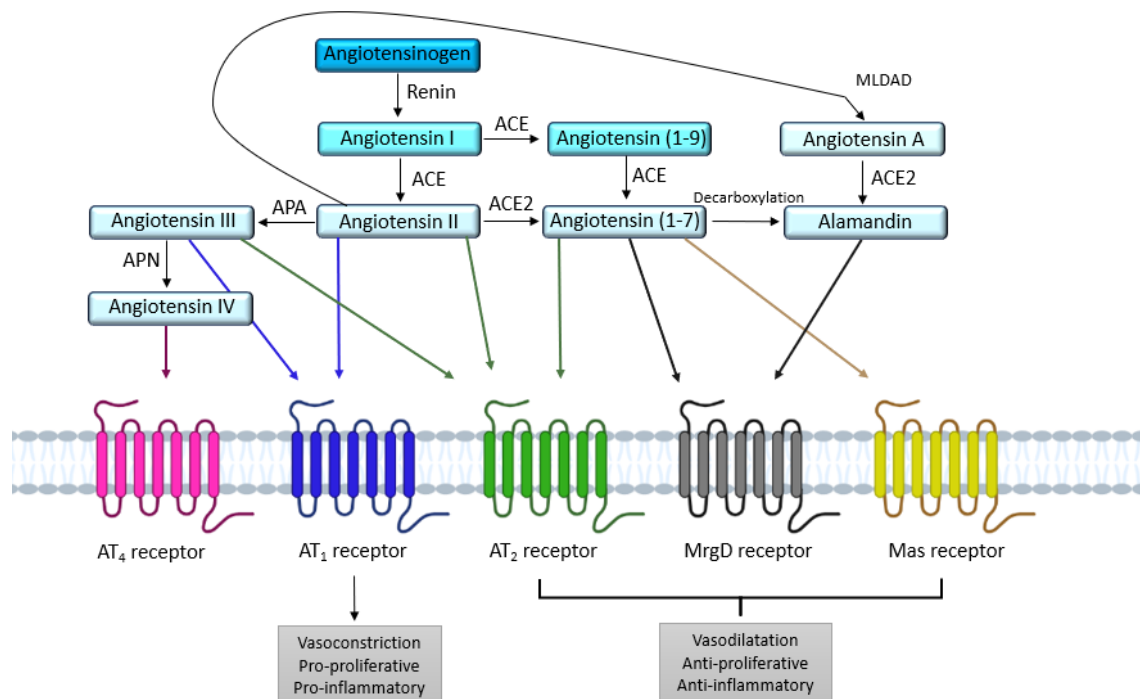 Angiotensinogen
MLDAD
Renin
Angiotensin I
ACE
Angiotensin (1-9)
Angiotensin A
ACE
ACE
ACE2
Angiotensin III
APA
Angiotensin II
ACE2
Angiotensin (1-7)
Decarboxylation
Alamandin
APN
Angiotensin IV
AT₄ receptor
AT₁ receptor
AT₂ receptor
MrgD receptor
Mas receptor
Vasoconstriction
Pro-proliferative
Pro-inflammatory
Vasodilatation
Anti-proliferative
Anti-inflammatory